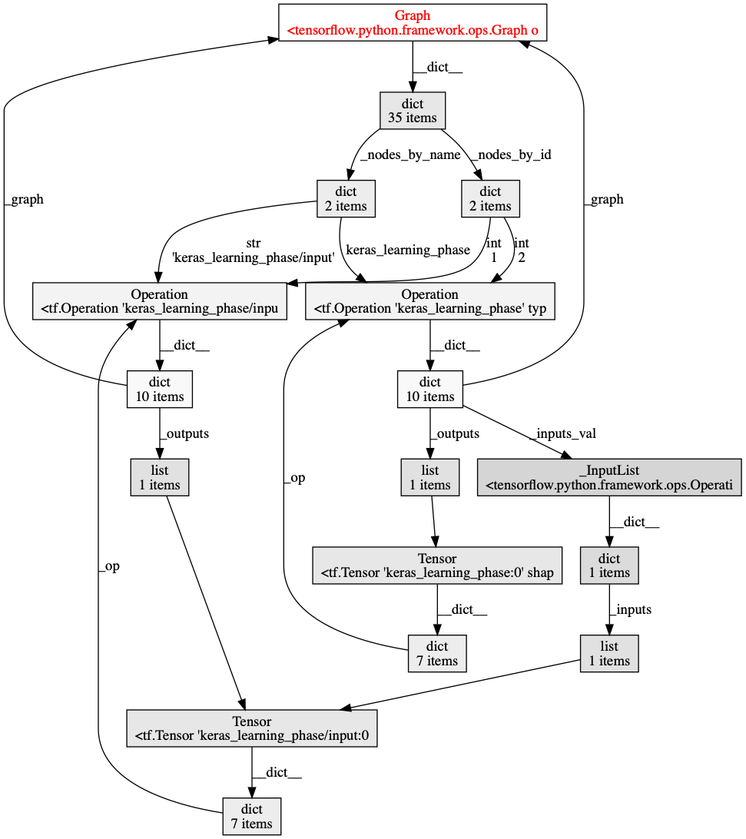 Graph
<tensorflow.python.framework.ops.Graph o
__dict__
dict
35 items
_nodes_by_name
_nodes_by_id
dict
2 items
dict
2 items
_graph
_graph
str
'keras_learning_phase/input'
keras_learning_phase
int
1
int
2
Operation
<tf.Operation 'keras_learning_phase/inpu
Operation
<tf.Operation 'keras_learning_phase' typ
__dict__
__dict__
dict
10 items
dict
10 items
_outputs
_outputs
_inputs_val
list
1 items
list
1 items
_InputList
<tensorflow.python.framework.ops.Operati
_op
__dict__
_op
Tensor
<tf.Tensor 'keras_learning_phase:0' shap
dict
1 items
__dict__
_inputs
dict
7 items
list
1 items
Tensor
<tf.Tensor 'keras_learning_phase/input:0
__dict__
dict
7 items